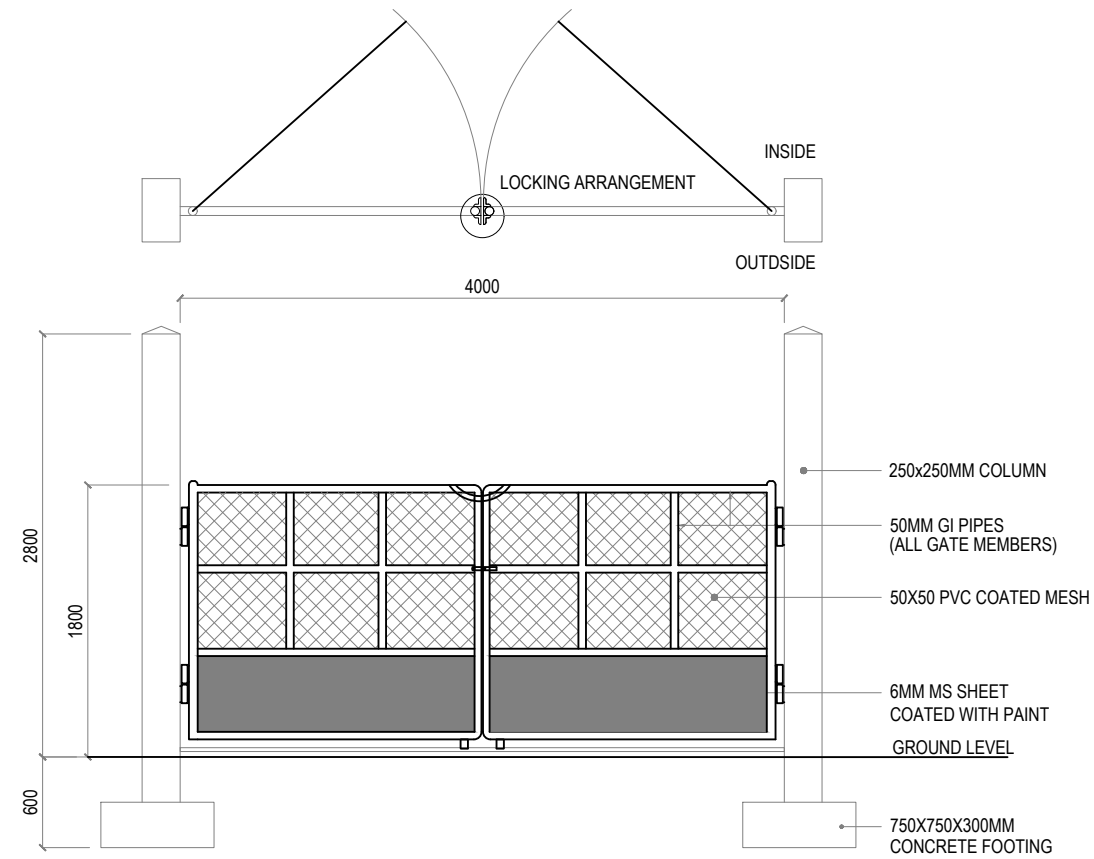 INSIDE
LOCKING ARRANGEMENT
OUTDSIDE
4000
250x250MM COLUMN
50MM GI PIPES
(ALL GATE MEMBERS)
2800
50X50 PVC COATED MESH
1800
6MM MS SHEET
COATED WITH PAINT
GROUND LEVEL
600
750X750X300MM
CONCRETE FOOTING